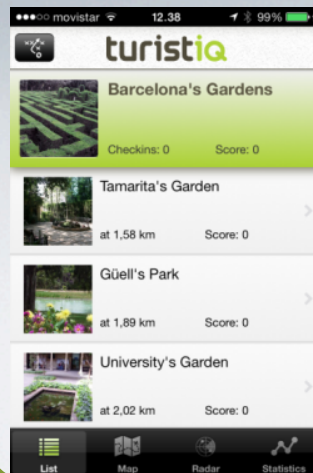 movistar 12.38 99%
turistiq
Barcelona's Gardens
Checkins: 0 Score: 0
Tamarita's Garden
at 1,58 km Score: 0
Güell's Park
at 1,89 km Score: 0
University's Garden
at 2,02 km Score: 0
List Map Radar Statistics